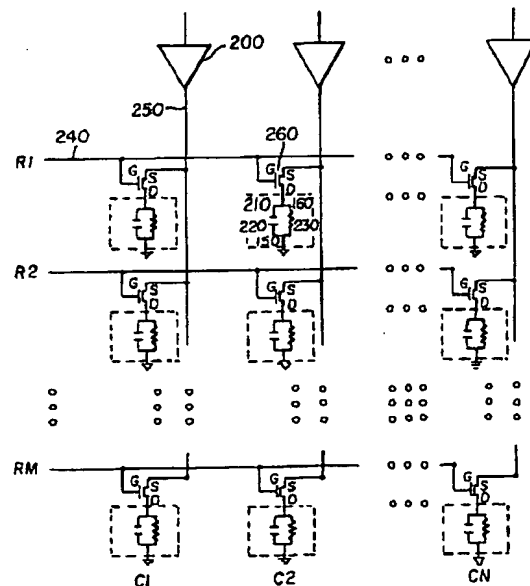 200
250
240
260
R1
G S D
G S D
G S D
210 160
220 230
150
R2
G S D
G S D
G S D
RM
G S D
G S D
G S D
C1 C2 CN